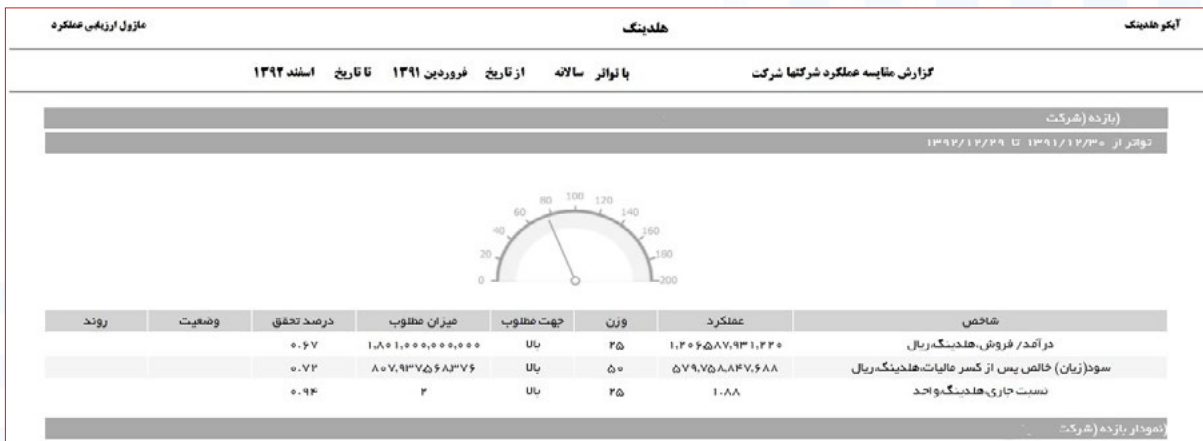 آیکو هلدینگ هلدینگ ماژول ارزیابی عملکرد
گزارش مقایسه عملکرد شرکتها شرکت با تواتر سالانه از تاریخ فروردین ۱۳۹۱ تا تاریخ اسفند ۱۳۹۲
(بازده (شرکت
تواتر از ۱۳۹۱/۱۲/۳۰ تا ۱۳۹۲/۱۲/۲۹
0 20 40 60 80 100 120 140 160 180 200
شاخص عملکرد وزن جهت مطلوب میزان مطلوب درصد تحقق وضعیت روند
درآمد/ فروش،هلدینگ،ریال ۱,۲۰۶۵۸۷,۹۳۱,۲۲۰ ۲۵ بالا ۱,۸۰۱,۰۰۰,۰۰۰,۰۰۰ ۰.۶۷
سود(زیان) خالص پس از کسر مالیات،هلدینگ،ریال ۵۷۹,۷۵۸,۸۴۷,۶۸۸ ۵۰ بالا ۸۰۷,۹۳۷۵۶۸,۳۷۶ ۰.۷۲
نسبت جاری،هلدینگ،واحد ۱.۸۸ ۲۵ بالا ۲ ۰.۹۴
(نمودار بازده (شرکت